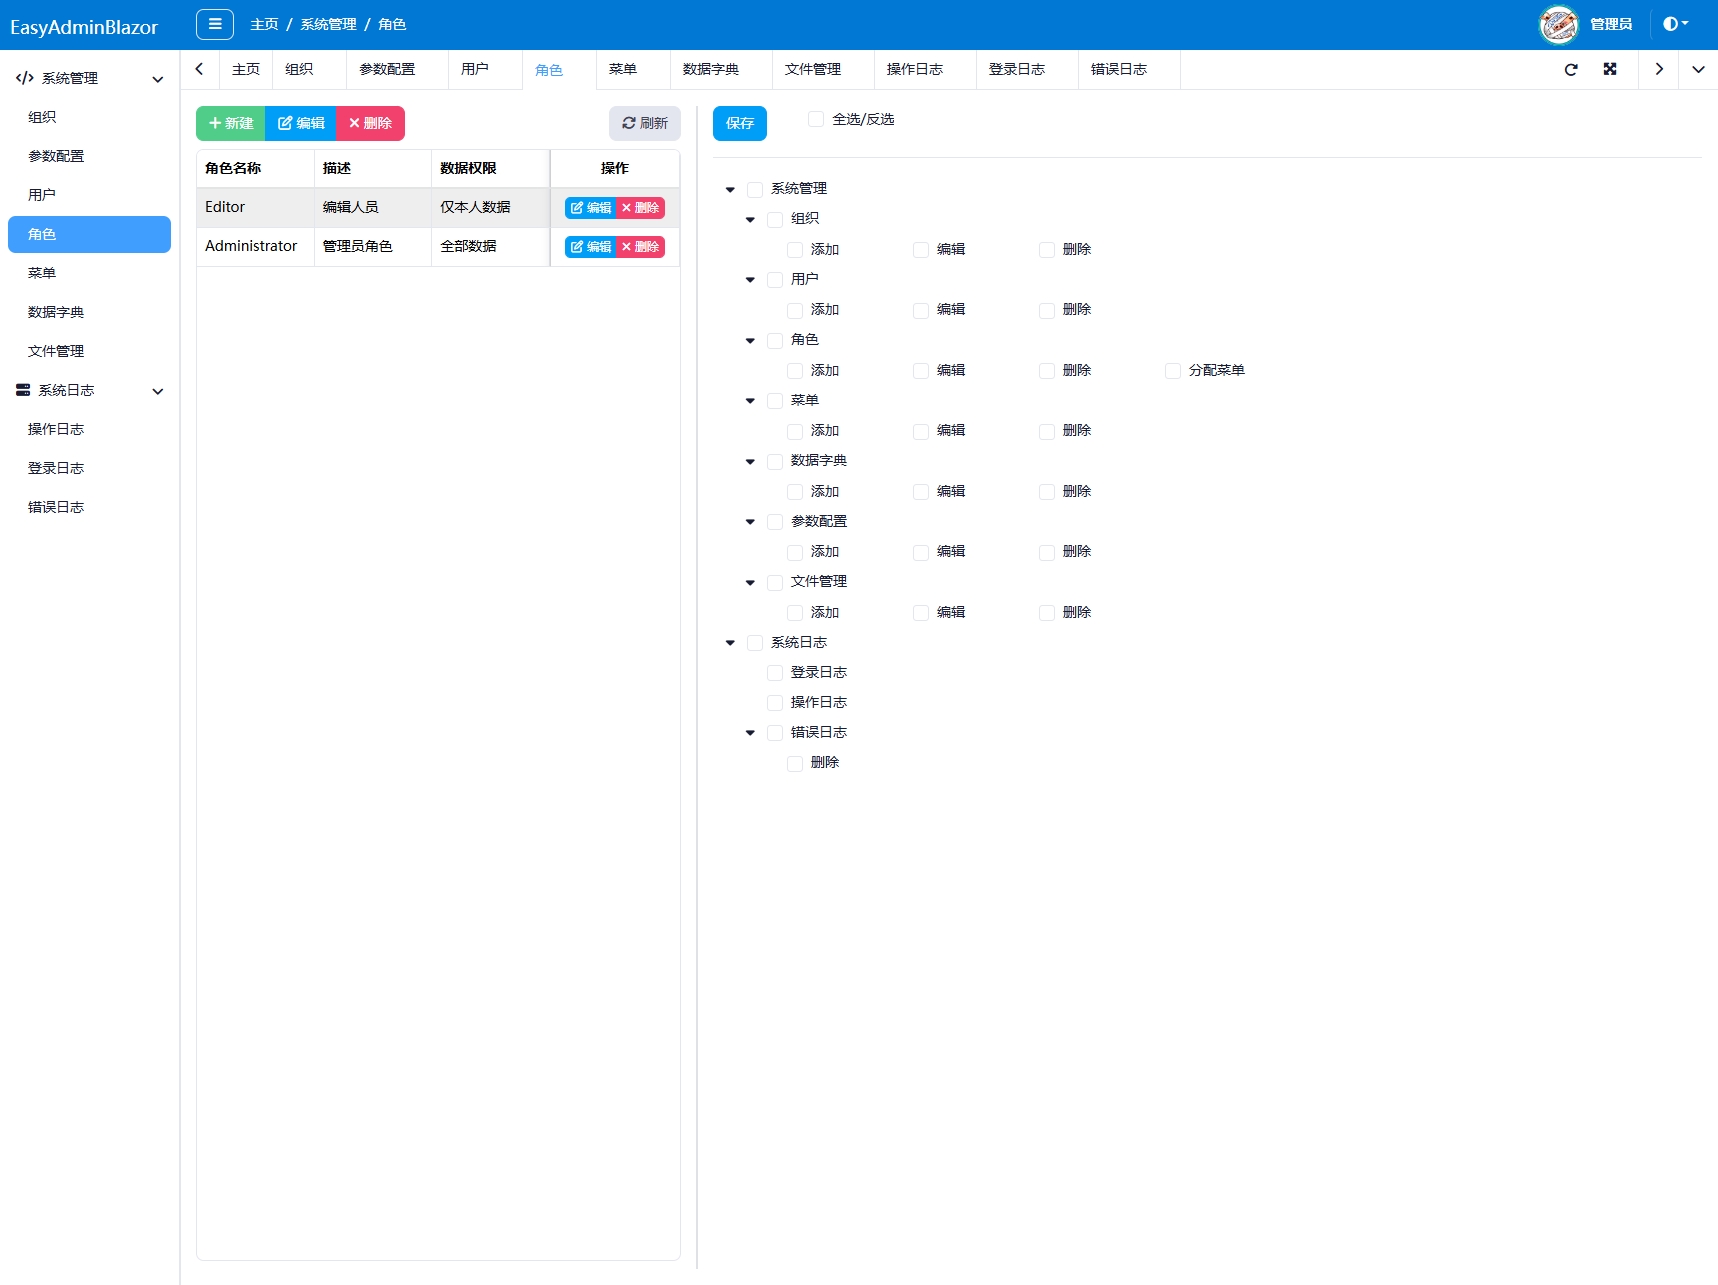 EasyAdminBlazor
主页 / 系统管理 / 角色
管理员
系统管理
组织
参数配置
用户
角色
菜单
数据字典
文件管理
系统日志
操作日志
登录日志
错误日志
主页 组织 参数配置 用户 角色 菜单 数据字典 文件管理 操作日志 登录日志 错误日志
新建 编辑 删除 刷新
角色名称 描述 数据权限 操作
Editor 编辑人员 仅本人数据 编辑 删除
Administrator 管理员角色 全部数据 编辑 删除
保存 全选/反选
系统管理
组织
添加 编辑 删除
用户
添加 编辑 删除
角色
添加 编辑 删除 分配菜单
菜单
添加 编辑 删除
数据字典
添加 编辑 删除
参数配置
添加 编辑 删除
文件管理
添加 编辑 删除
系统日志
登录日志
操作日志
错误日志
删除